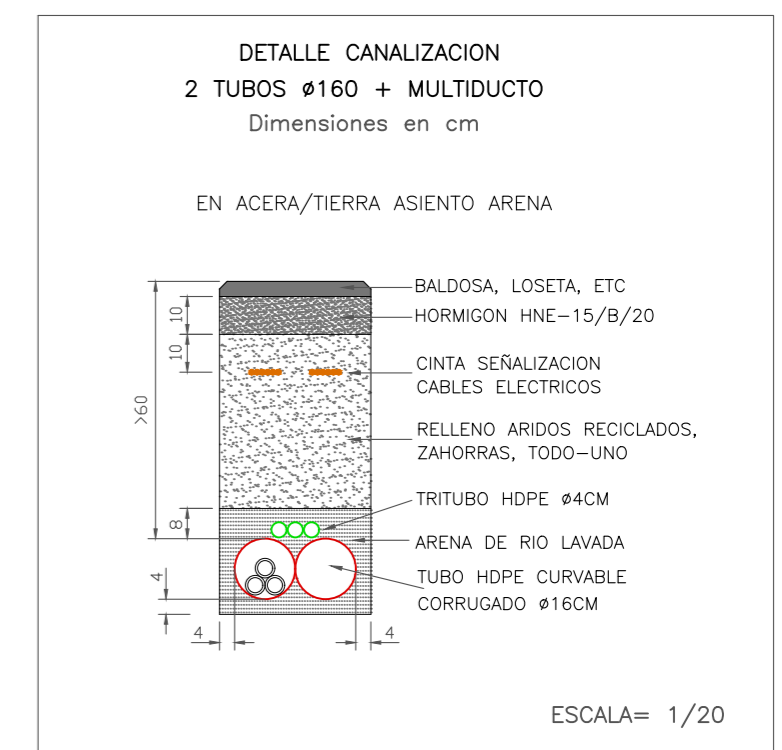 DETALLE CANALIZACION
2 TUBOS ø160 + MULTIDUCTO
Dimensiones en cm
EN ACERA/TIERRA ASIENTO ARENA
BALDOSA, LOSETA, ETC
10
HORMIGON HNE-15/B/20
10
CINTA SEÑALIZACION
CABLES ELECTRICOS
>60
RELLENO ARIDOS RECICLADOS,
ZAHORRAS, TODO-UNO
TRITUBO HDPE ø4CM
8
ARENA DE RIO LAVADA
4
TUBO HDPE CURVABLE
CORRUGADO ø16CM
4
4
ESCALA= 1/20